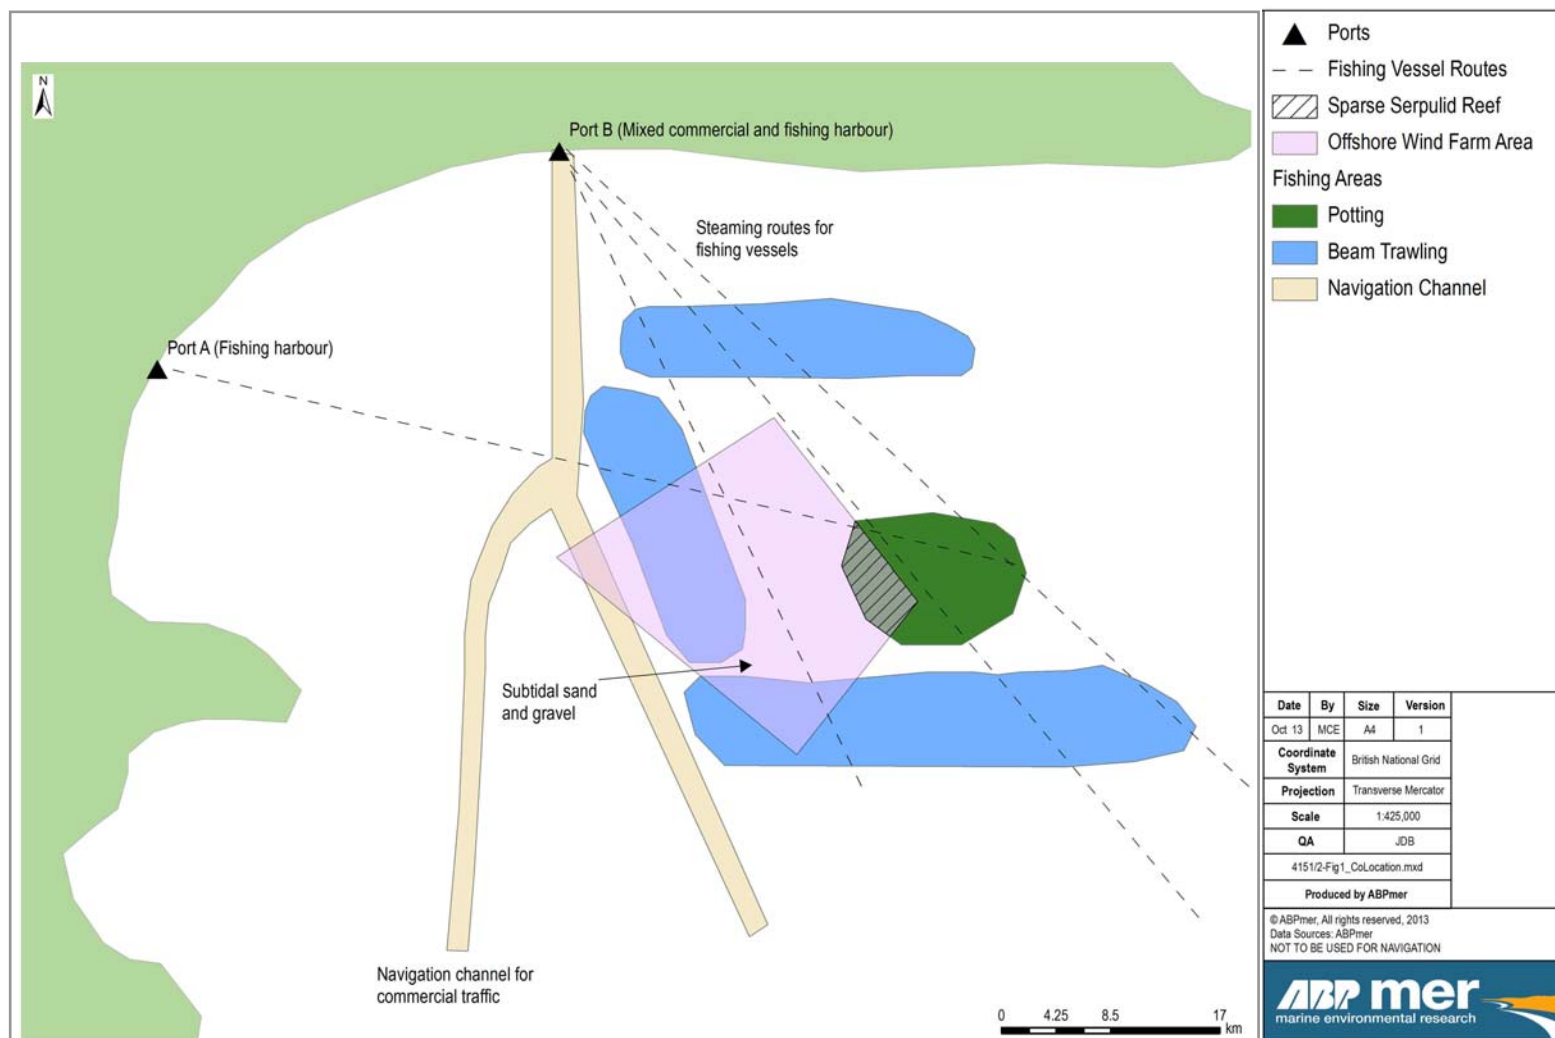 N
Port B (Mixed commercial and fishing harbour)
Steaming routes for
fishing vessels
Port A (Fishing harbour)
Subtidal sand
and gravel
Navigation channel for
commercial traffic
0 4.25 8.5 17
km
Ports
Fishing Vessel Routes
Sparse Serpulid Reef
Offshore Wind Farm Area
Fishing Areas
Potting
Beam Trawling
Navigation Channel
Date By Size Version
Oct 13 MCE A4 1
Coordinate
System British National Grid
Projection Transverse Mercator
Scale 1:425,000
QA JDB
4151/2-Fig1_CoLocation.mxd
Produced by ABPmer
© ABPmer, All rights reserved, 2013
Data Sources: ABPmer
NOT TO BE USED FOR NAVIGATION
ABP mer
marine environmental research